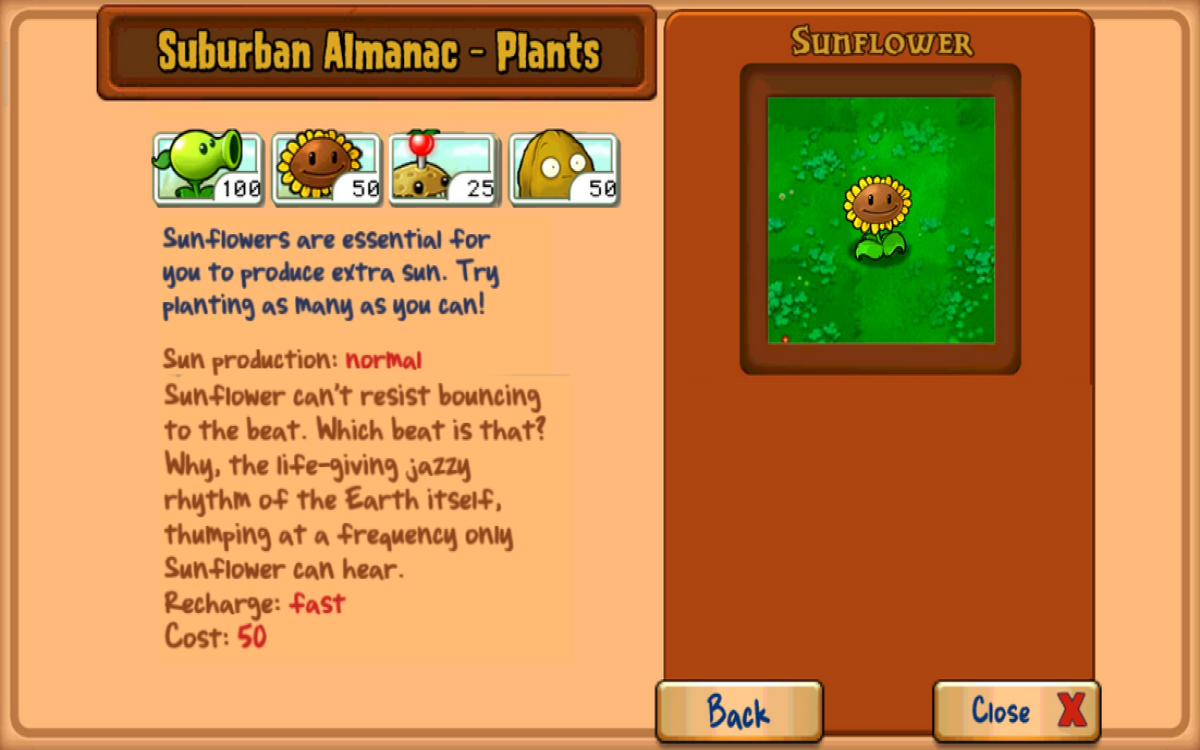 Suburban Almanac - Plants
SUNFLOWER
100
50
25
50
Sunflowers are essential for
you to produce extra sun. Try
planting as many as you can!
Sun production: normal
Sunflower can't resist bouncing
to the beat. Which beat is that?
Why, the life-giving jazzy
rhythm of the Earth itself,
thumping at a frequency only
Sunflower can hear.
Recharge: fast
Cost: 50
Back
Close X